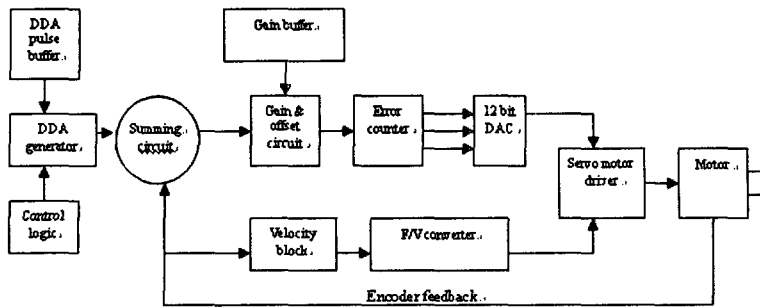 DDA
pulse
buffer
Gain buffer
DDA
generator
Summing
circuit
Gain &
offset
circuit
Error
counter
12 bit
DAC
Servo motor
driver
Motor
Control
logic
Velocity
block
F/V converter
Encoder feedback